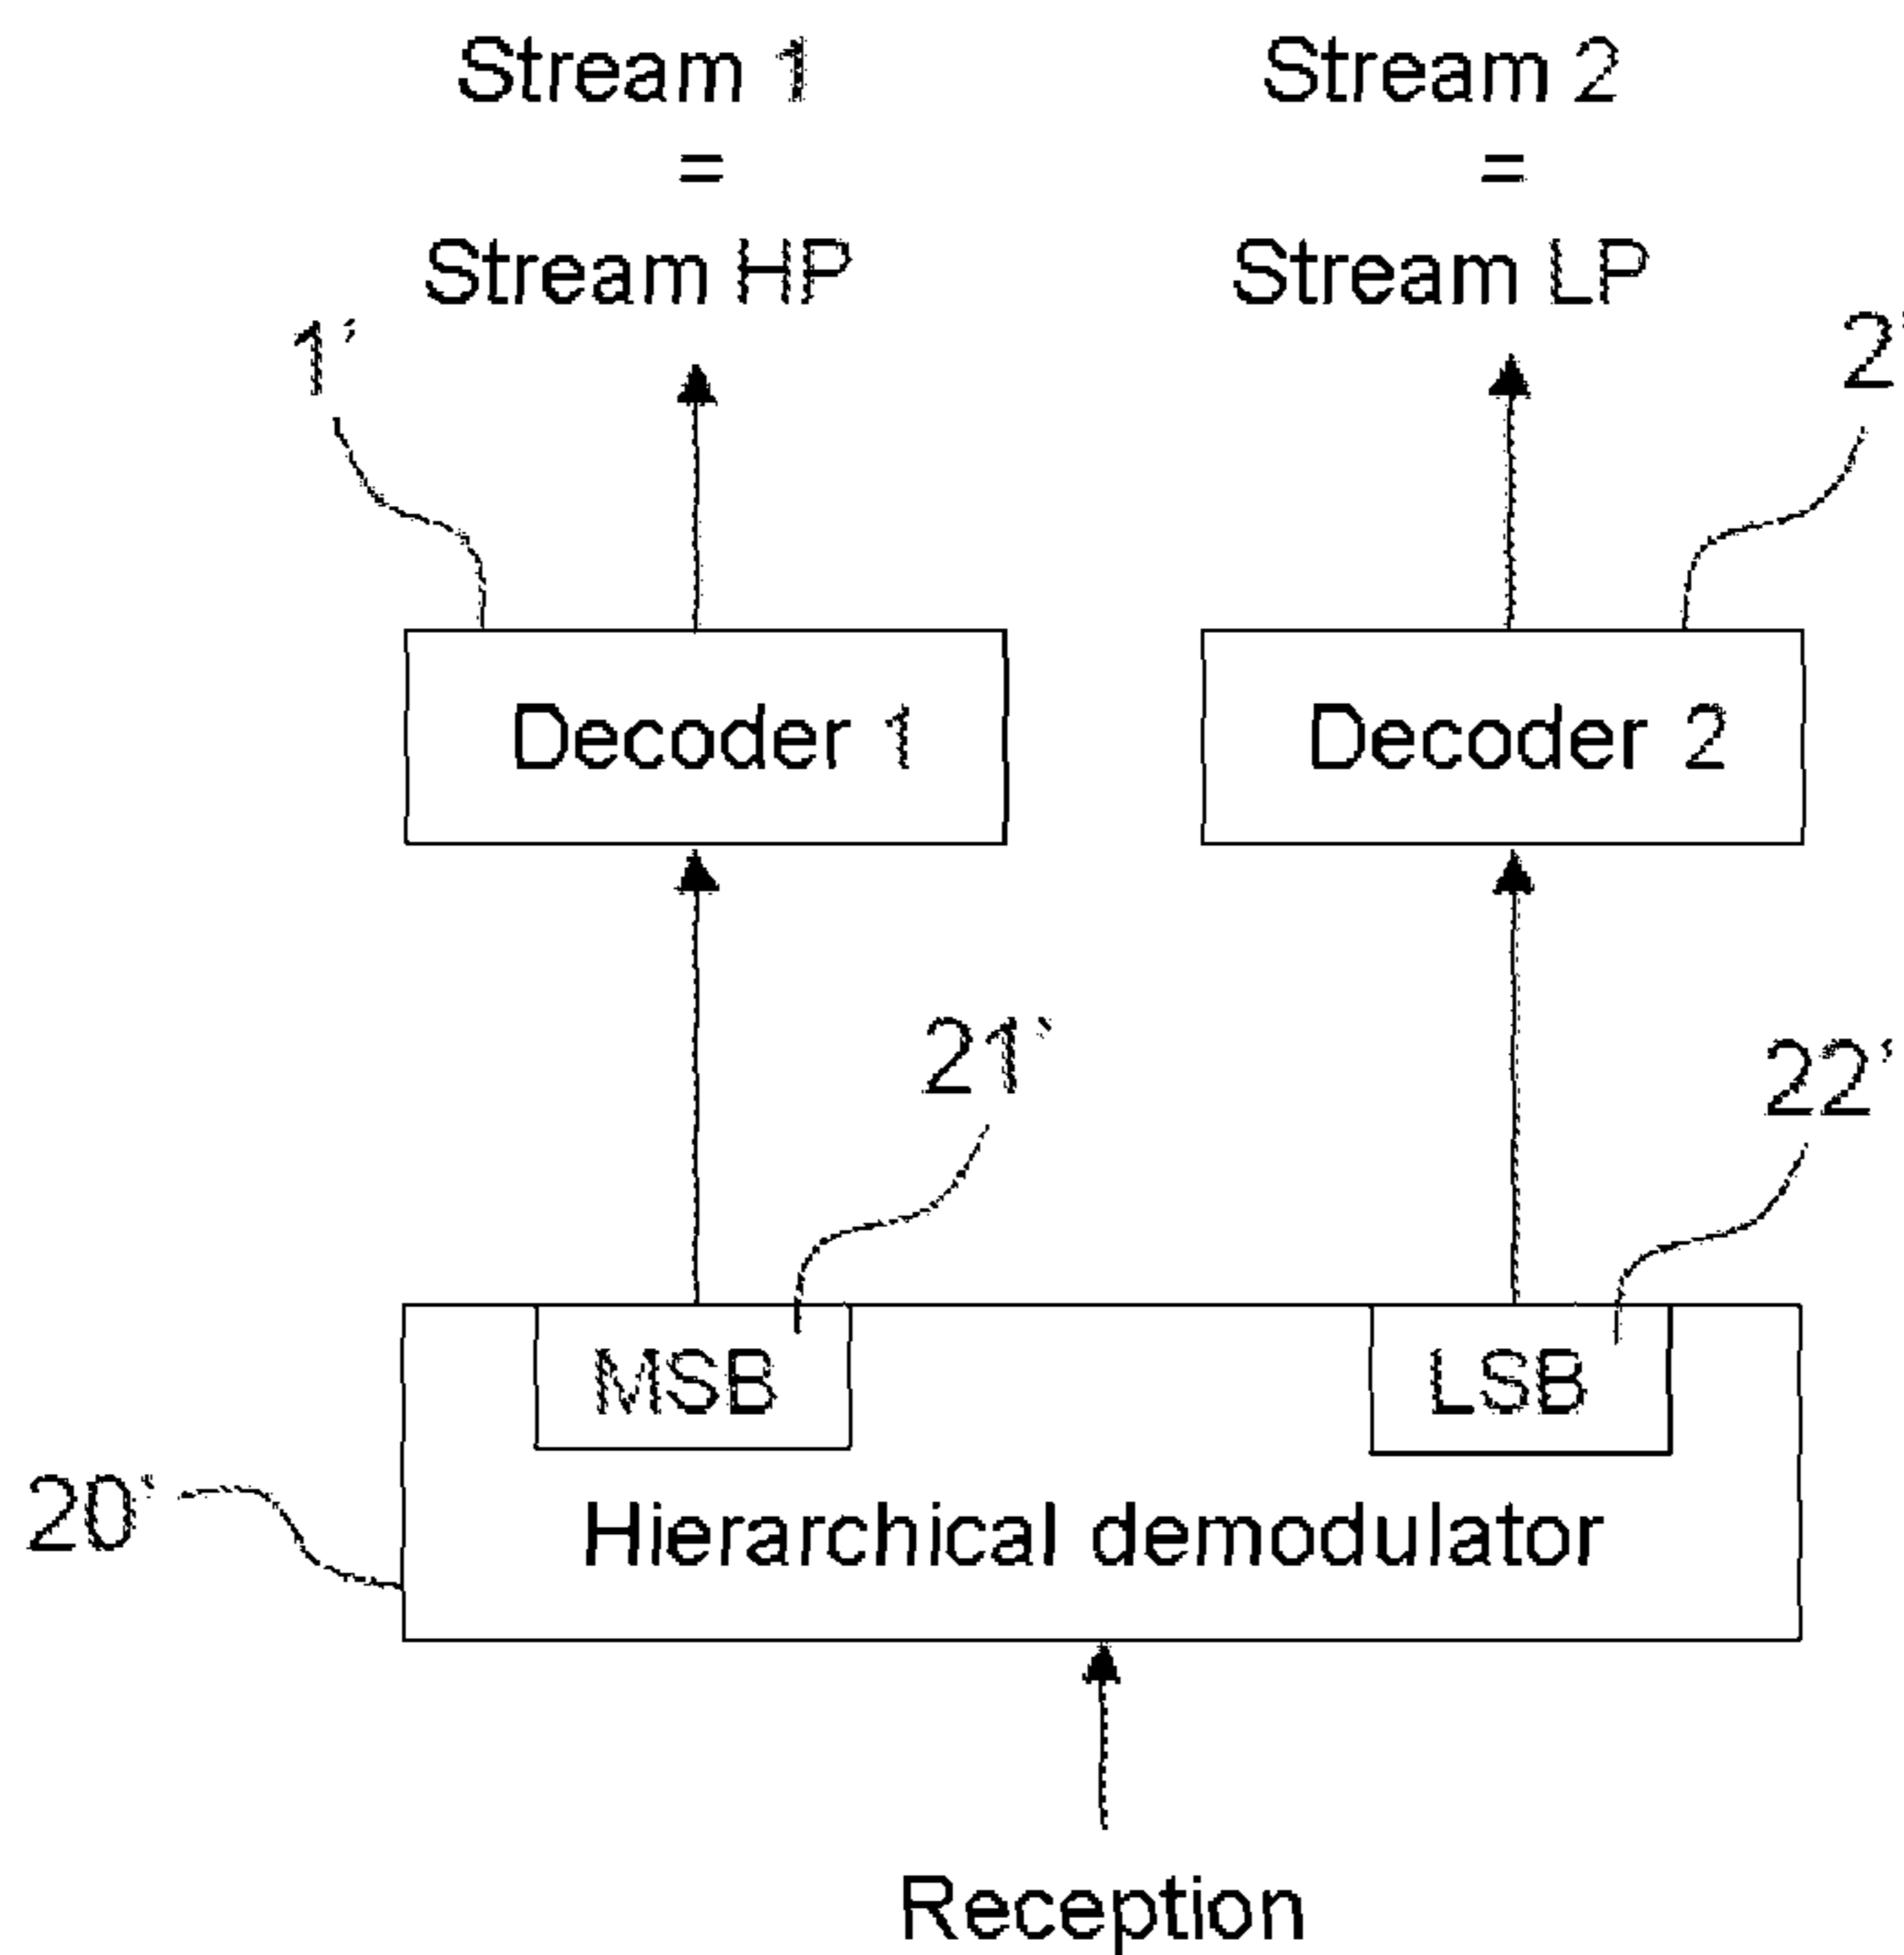 Stream 1
=
Stream HP
Stream 2
=
Stream LP
1'
2'
Decoder 1
Decoder 2
21'
22'
MSB
LSB
20'
Hierarchical demodulator
Reception